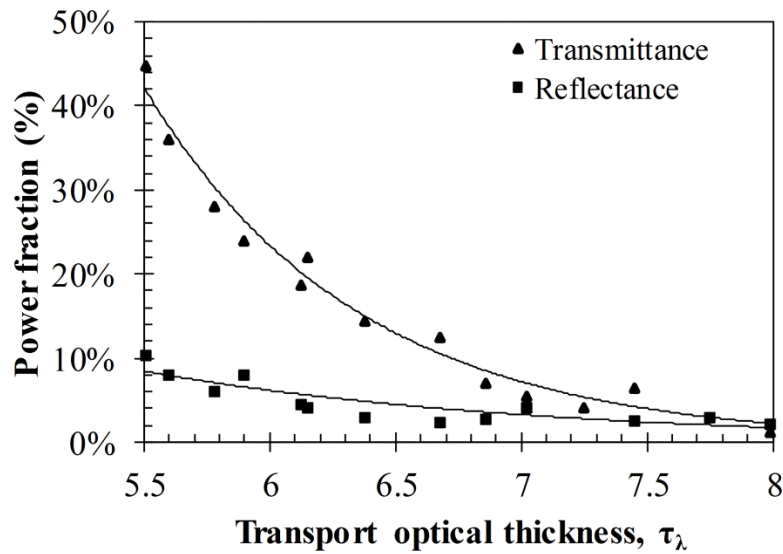 50%
Transmittance
Reflectance
40%
30%
20%
10%
0%
Power fraction (%)
5.5 6 6.5 7 7.5 8
Transport optical thickness, τλ